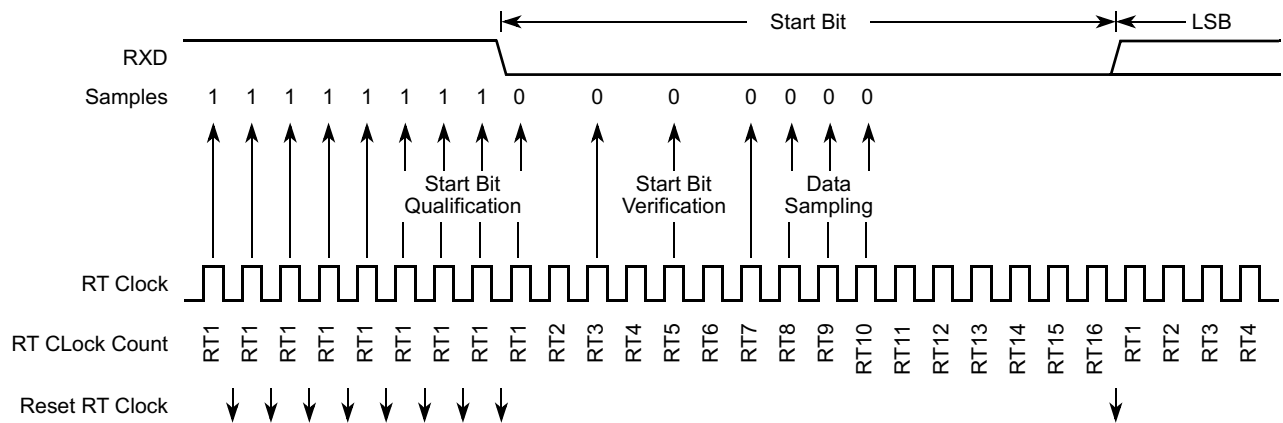 Start Bit LSB
RXD
Samples 1 1 1 1 1 1 1 1 0 0 0 0 0 0 0
Start Bit Qualification
Start Bit Verification
Data Sampling
RT Clock
RT CLock Count RT1 RT1 RT1 RT1 RT1 RT1 RT1 RT1 RT1 RT2 RT3 RT4 RT5 RT6 RT7 RT8 RT9 RT10 RT11 RT12 RT13 RT14 RT15 RT16 RT1 RT2 RT3 RT4
Reset RT Clock